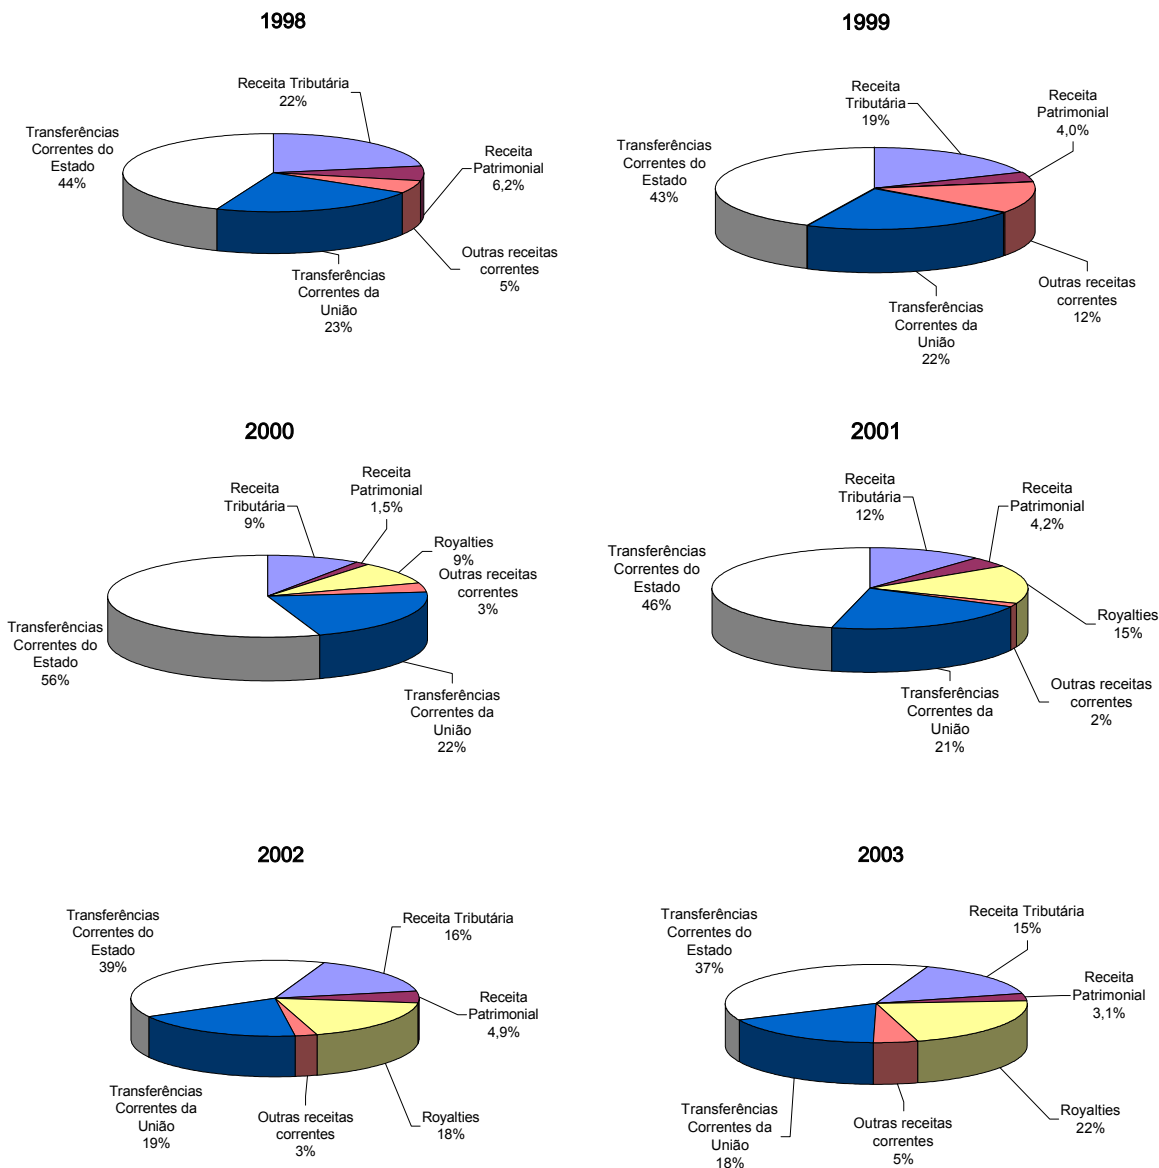 1998
Receita Tributária
22%
Transferências
Correntes do
Estado
44%
Receita
Patrimonial
6,2%
Outras receitas
correntes
5%
Transferências
Correntes da
União
23%
1999
Receita
Tributária
19%
Receita
Patrimonial
4,0%
Transferências
Correntes do
Estado
43%
Outras receitas
correntes
12%
Transferências
Correntes da
União
22%
2000
Receita
Tributária
9%
Receita
Patrimonial
1,5%
Royalties
9%
Outras receitas
correntes
3%
Transferências
Correntes do
Estado
56%
Transferências
Correntes da
União
22%
2001
Receita
Tributária
12%
Receita
Patrimonial
4,2%
Transferências
Correntes do
Estado
46%
Royalties
15%
Outras receitas
correntes
2%
Transferências
Correntes da
União
21%
2002
Transferências
Correntes do
Estado
39%
Receita Tributária
16%
Receita
Patrimonial
4,9%
Transferências
Correntes da
União
19%
Outras receitas
correntes
3%
Royalties
18%
2003
Transferências
Correntes do
Estado
37%
Receita Tributária
15%
Receita
Patrimonial
3,1%
Transferências
Correntes da
União
18%
Outras receitas
correntes
5%
Royalties
22%